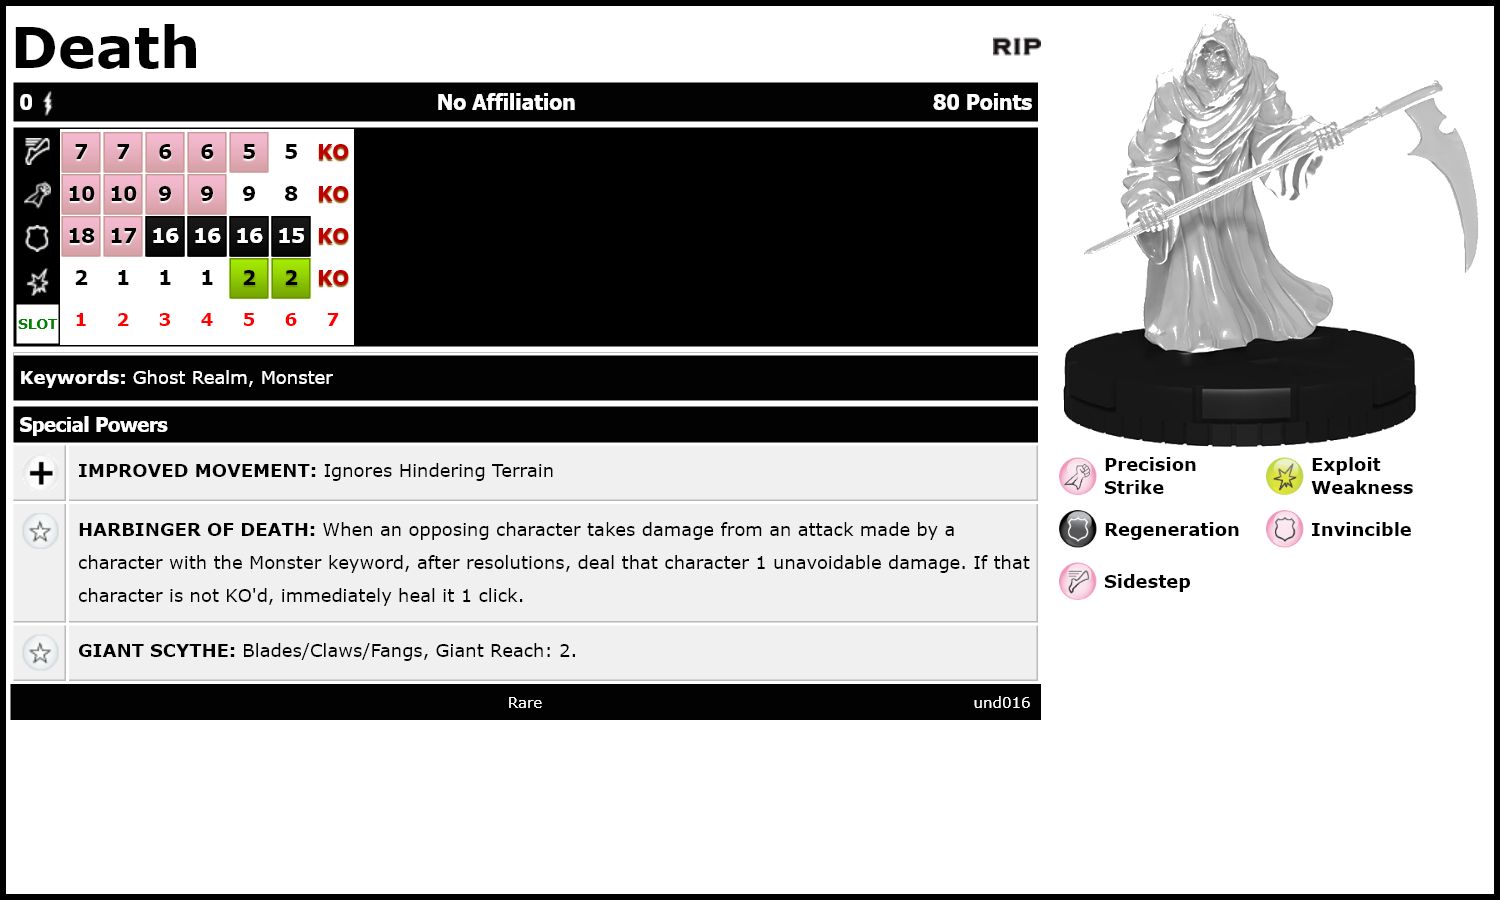 Death
RIP
0 No Affiliation 80 Points
7 7 6 6 5 5 KO
10 10 9 9 9 8 KO
18 17 16 16 16 15 KO
2 1 1 1 2 2 KO
SLOT 1 2 3 4 5 6 7
Keywords: Ghost Realm, Monster
Special Powers
IMPROVED MOVEMENT: Ignores Hindering Terrain
HARBINGER OF DEATH: When an opposing character takes damage from an attack made by a
character with the Monster keyword, after resolutions, deal that character 1 unavoidable damage. If that
character is not KO'd, immediately heal it 1 click.
GIANT SCYTHE: Blades/Claws/Fangs, Giant Reach: 2.
Rare und016
Precision
Strike
Exploit
Weakness
Regeneration
Invincible
Sidestep